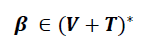 𝜷 ∈ (𝑽 + 𝑻)*